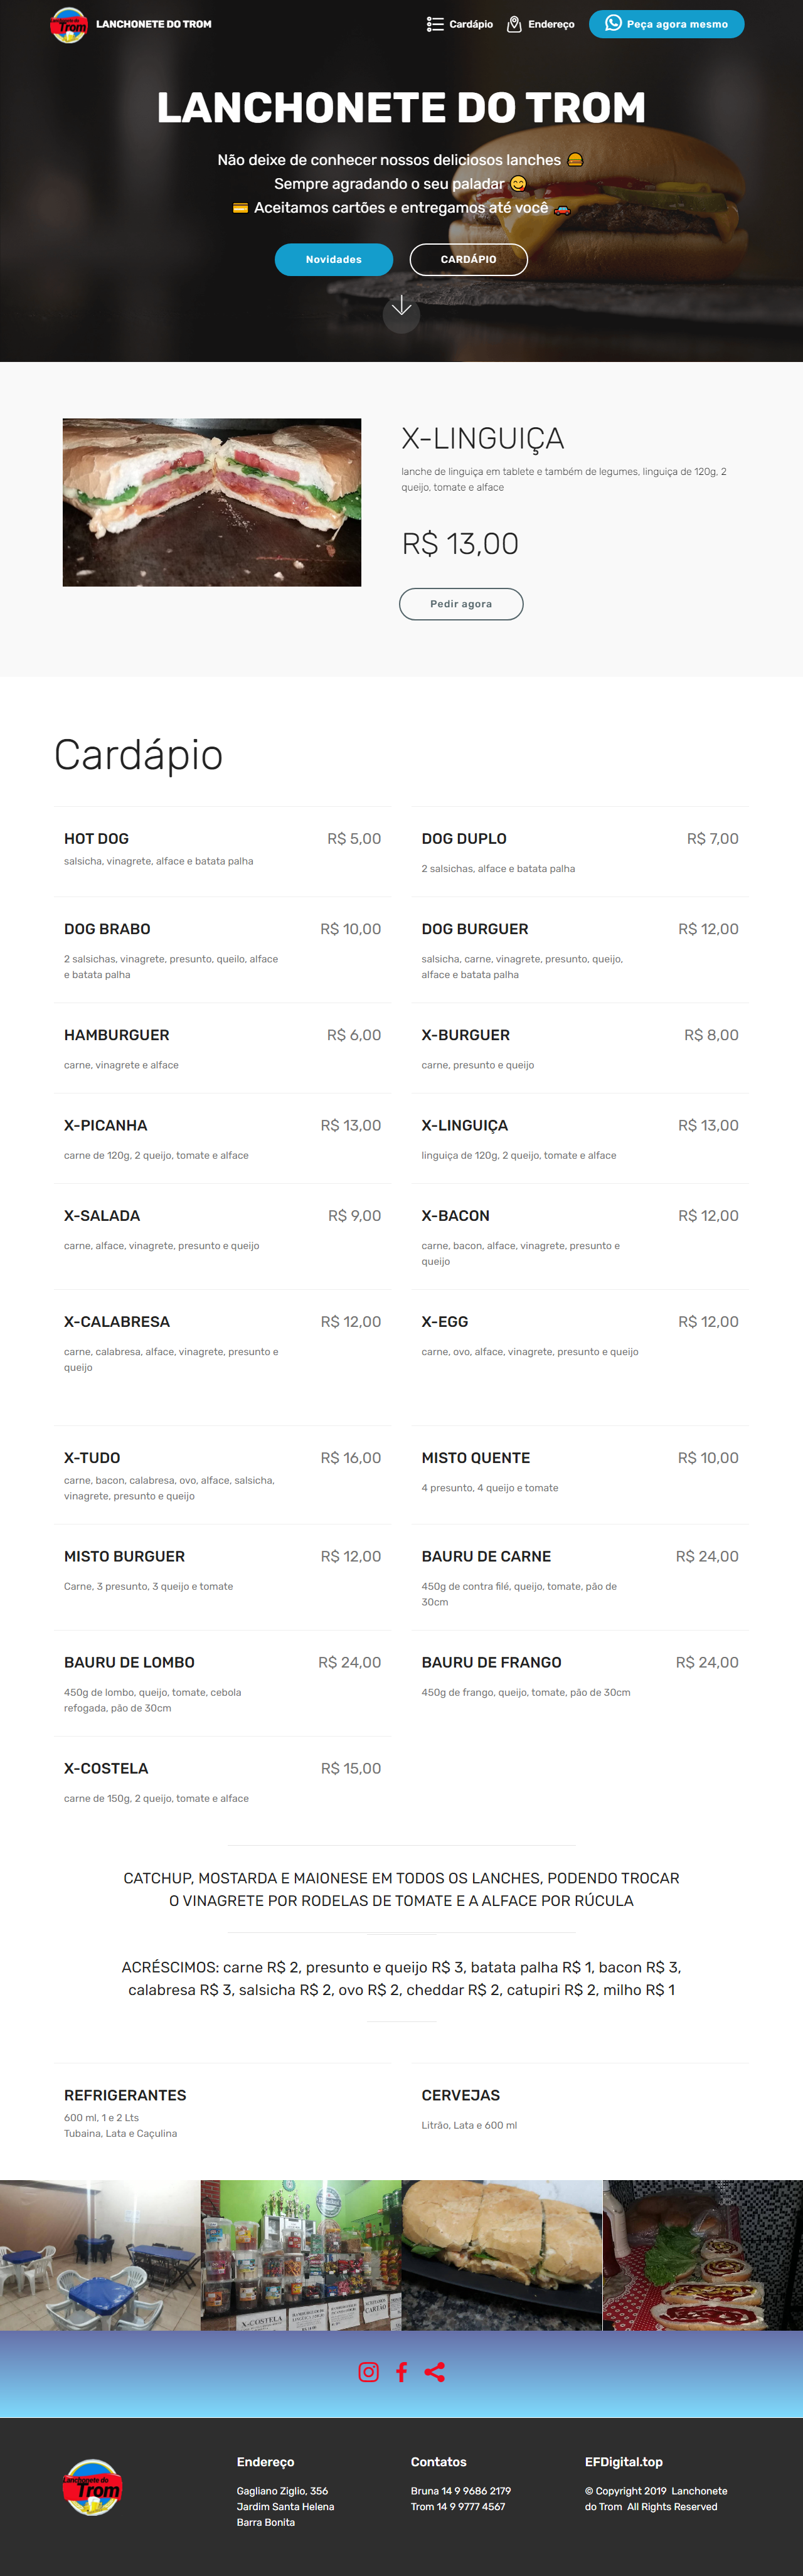 Lanchonete do
Trom
LANCHONETE DO TROM
Cardápio
Endereço
Peça agora mesmo
LANCHONETE DO TROM
Não deixe de conhecer nossos deliciosos lanches 🍔
Sempre agradando o seu paladar 😋
💳 Aceitamos cartões e entregamos até você 🚗
Novidades
CARDÁPIO
X-LINGUIÇA
lanche de linguiça em tablete e também de legumes, linguiça de 120g, 2
queijo, tomate e alface
R$ 13,00
Pedir agora
Cardápio
HOT DOG
R$ 5,00
salsicha, vinagrete, alface e batata palha
DOG DUPLO
R$ 7,00
2 salsichas, alface e batata palha
DOG BRABO
R$ 10,00
2 salsichas, vinagrete, presunto, queilo, alface
e batata palha
DOG BURGUER
R$ 12,00
salsicha, carne, vinagrete, presunto, queijo,
alface e batata palha
HAMBURGUER
R$ 6,00
carne, vinagrete e alface
X-BURGUER
R$ 8,00
carne, presunto e queijo
X-PICANHA
R$ 13,00
carne de 120g, 2 queijo, tomate e alface
X-LINGUIÇA
R$ 13,00
linguiça de 120g, 2 queijo, tomate e alface
X-SALADA
R$ 9,00
carne, alface, vinagrete, presunto e queijo
X-BACON
R$ 12,00
carne, bacon, alface, vinagrete, presunto e
queijo
X-CALABRESA
R$ 12,00
carne, calabresa, alface, vinagrete, presunto e
queijo
X-EGG
R$ 12,00
carne, ovo, alface, vinagrete, presunto e queijo
X-TUDO
R$ 16,00
carne, bacon, calabresa, ovo, alface, salsicha,
vinagrete, presunto e queijo
MISTO QUENTE
R$ 10,00
4 presunto, 4 queijo e tomate
MISTO BURGUER
R$ 12,00
Carne, 3 presunto, 3 queijo e tomate
BAURU DE CARNE
R$ 24,00
450g de contra filé, queijo, tomate, pão de
30cm
BAURU DE LOMBO
R$ 24,00
450g de lombo, queijo, tomate, cebola
refogada, pão de 30cm
BAURU DE FRANGO
R$ 24,00
450g de frango, queijo, tomate, pão de 30cm
X-COSTELA
R$ 15,00
carne de 150g, 2 queijo, tomate e alface
CATCHUP, MOSTARDA E MAIONESE EM TODOS OS LANCHES, PODENDO TROCAR
O VINAGRETE POR RODELAS DE TOMATE E A ALFACE POR RÚCULA
ACRÉSCIMOS: carne R$ 2, presunto e queijo R$ 3, batata palha R$ 1, bacon R$ 3,
calabresa R$ 3, salsicha R$ 2, ovo R$ 2, cheddar R$ 2, catupiri R$ 2, milho R$ 1
REFRIGERANTES
600 ml, 1 e 2 Lts
Tubaina, Lata e Caçulina
CERVEJAS
Litrão, Lata e 600 ml
X-COSTELA
Lanchonete do
Trom
Endereço
Gagliano Ziglio, 356
Jardim Santa Helena
Barra Bonita
Contatos
Bruna 14 9 9686 2179
Trom 14 9 9777 4567
EFDigital.top
© Copyright 2019 Lanchonete
do Trom All Rights Reserved